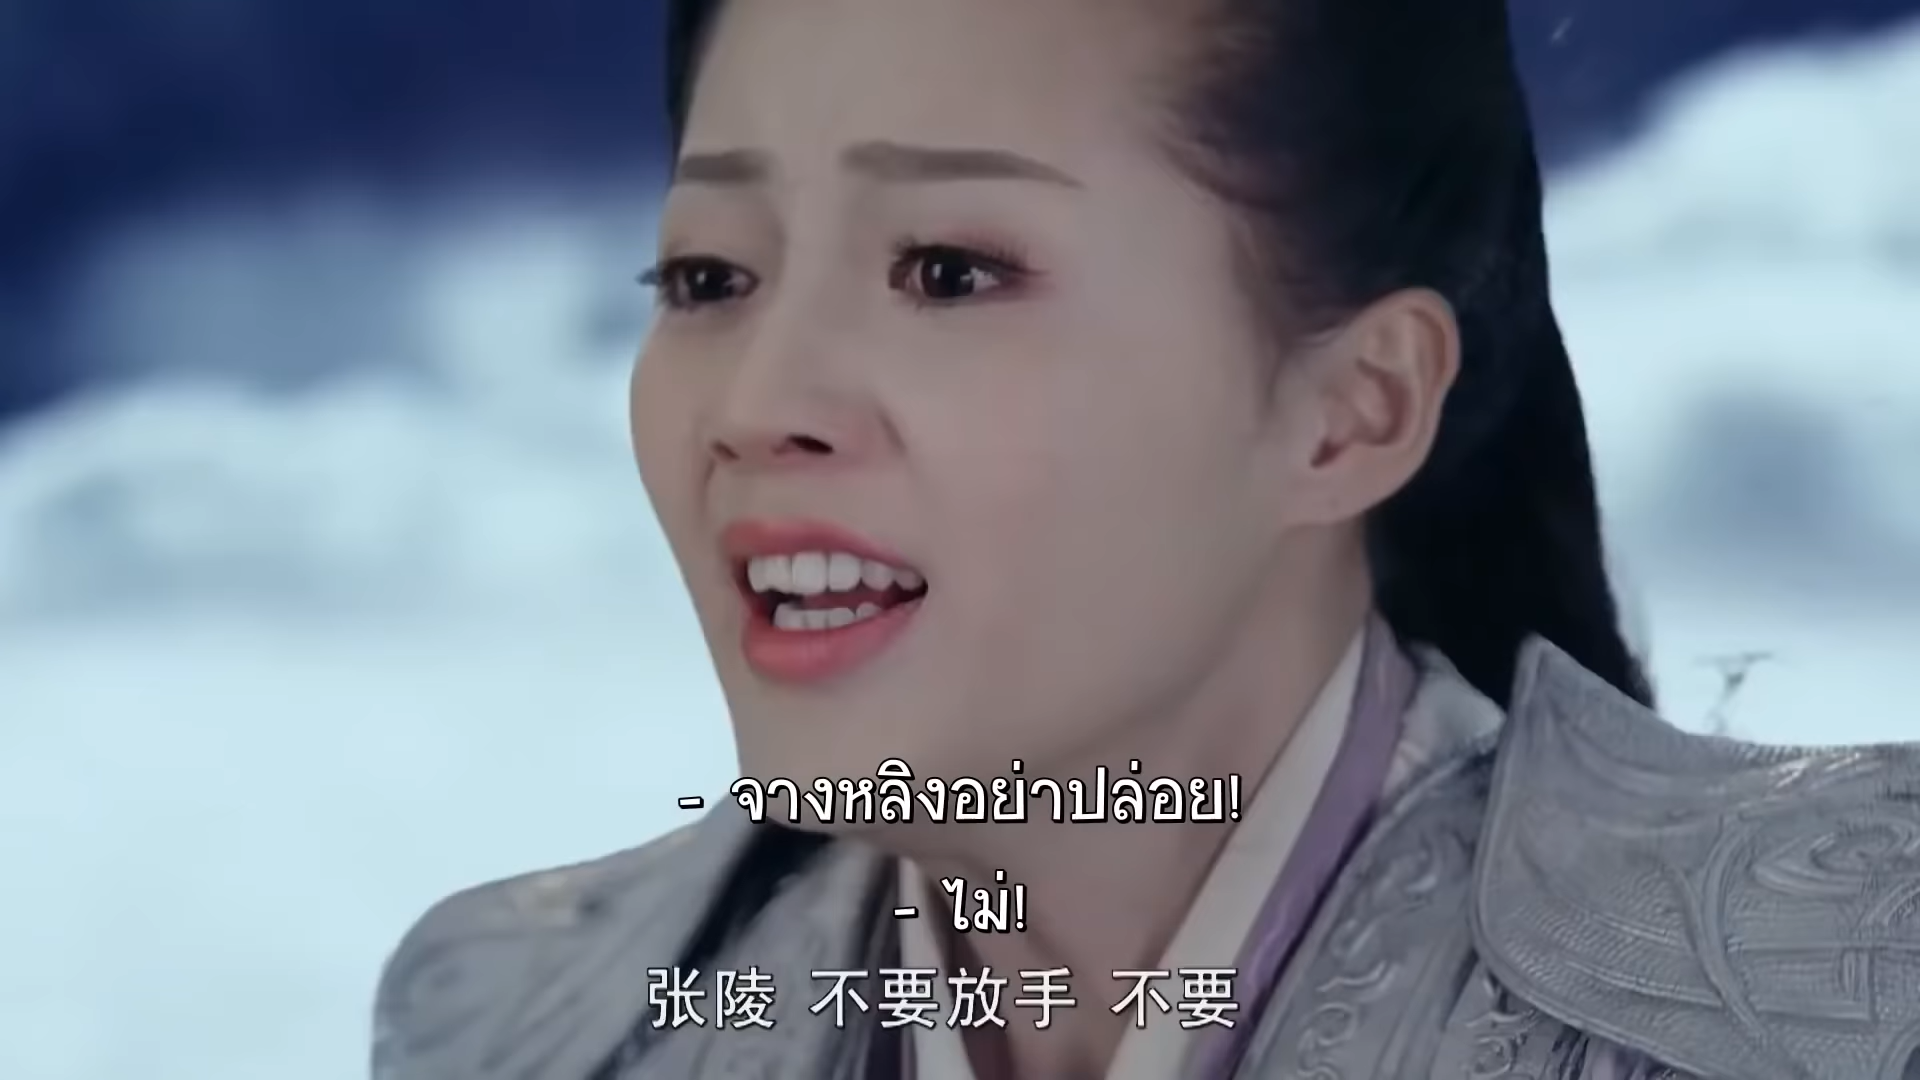 - จางหลิงอย่าปล่อย!
- ไม่!
张陵 不要放手 不要